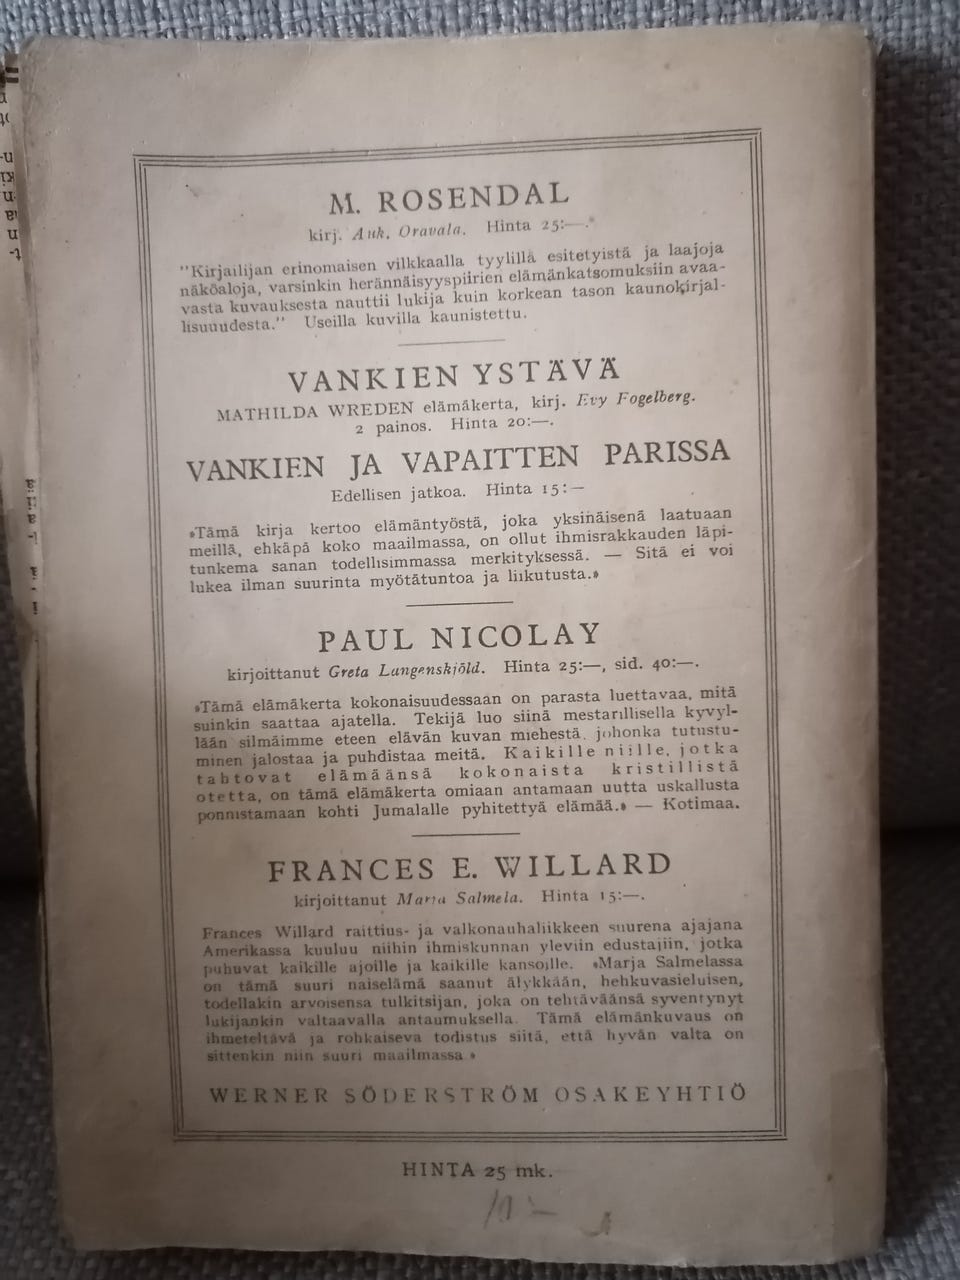 M. ROSENDAL
kirj. Auk. Oravala. Hinta 25:—.
"Kirjailijan erinomaisen vilkkaalla tyylillä esitetyistä ja laajoja
näköaloja, varsinkin herännäisyyspiirien elämänkatsomuksiin avaa-
vasta kuvauksesta nauttii lukija kuin korkean tason kaunokirjal-
lisuuudesta." Useilla kuvilla kaunistettu.
VANKIEN YSTÄVÄ
MATHILDA WREDEN elämäkerta, kirj. Evy Fogelberg.
2 painos. Hinta 20:—.
VANKIEN JA VAPAITTEN PARISSA
Edellisen jatkoa. Hinta 15:—
»Tämä kirja kertoo elämäntyöstä, joka yksinäisenä laatuaan
meillä, ehkäpä koko maailmassa, on ollut ihmisrakkauden läpi-
tunkema sanan todellisimmassa merkityksessä. — Sitä ei voi
lukea ilman suurinta myötätuntoa ja liikutusta.»
PAUL NICOLAY
kirjoittanut Greta Langenskjöld. Hinta 25:—, sid. 40:—.
»Tämä elämäkerta kokonaisuudessaan on parasta luettavaa, mitä
suinkin saattaa ajatella. Tekijä luo siinä mestarillisella kyvyl-
lään silmäimme eteen elävän kuvan miehestä, johonka tutustu-
minen jalostaa ja puhdistaa meitä. Kaikille niille, jotka
tahtovat elämäänsä kokonaista kristillistä
otetta, on tämä elämäkerta omiaan antamaan uutta uskallusta
ponnistamaan kohti Jumalalle pyhitettyä elämää.» — Kotimaa.
FRANCES E. WILLARD
kirjoittanut Marja Salmela. Hinta 15:—.
Frances Willard raittius- ja valkonauhaliikkeen suurena ajajana
Amerikassa kuuluu niihin ihmiskunnan yleviin edustajiin, jotka
puhuvat kaikille ajoille ja kaikille kansoille. »Marja Salmelassa
on tämä suuri naiselämä saanut älykkään, hehkuvasieluisen,
todellakin arvoisensa tulkitsijan, joka on tehtäväänsä syventynyt
lukijankin valtaavalla antaumuksella. Tämä elämänkuvaus on
ihmeteltävä ja rohkaiseva todistus siitä, että hyvän valta on
sittenkin niin suuri maailmassa.»
WERNER SÖDERSTRÖM OSAKEYHTIÖ
HINTA 25 mk.